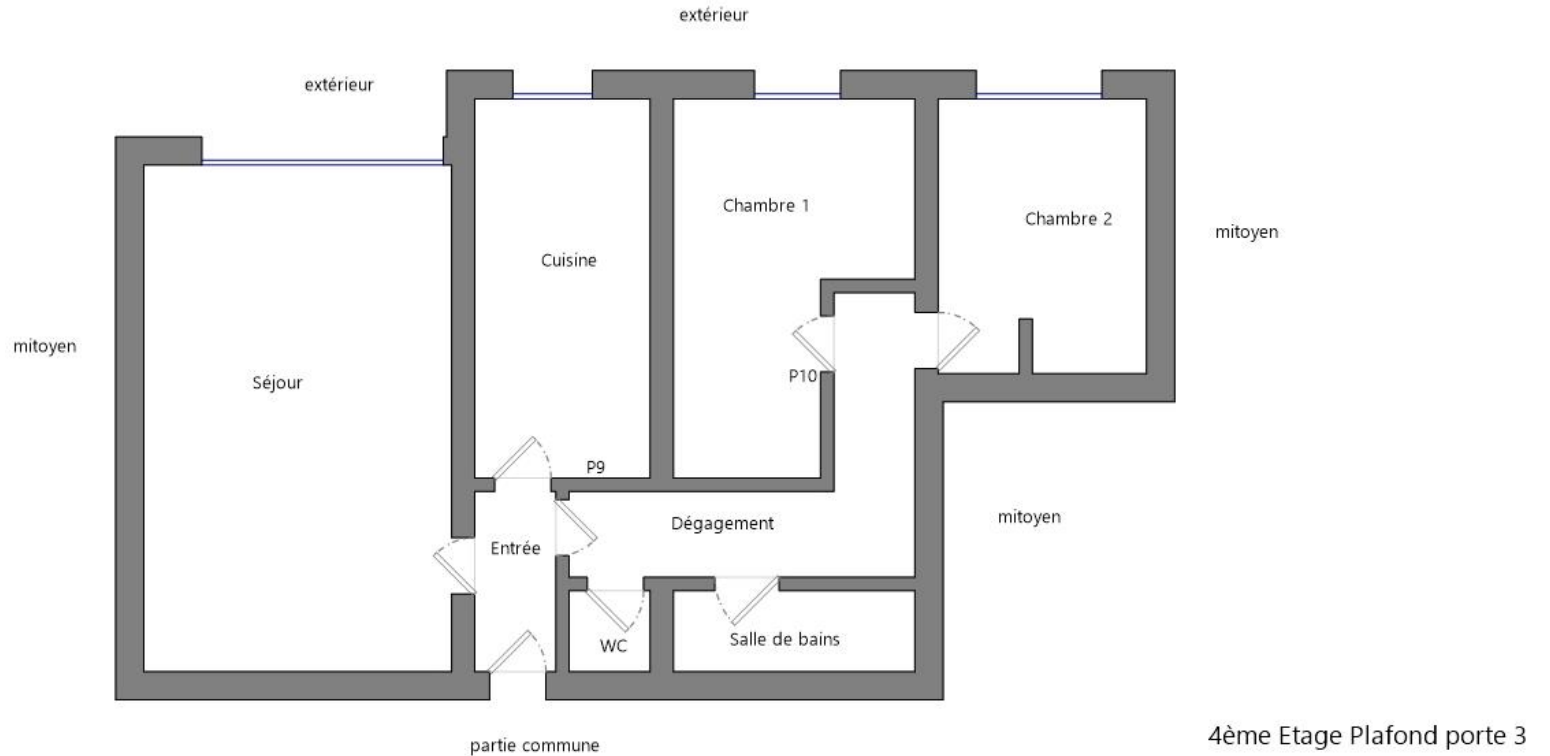 extérieur
extérieur
Chambre 1
Chambre 2
mitoyen
Cuisine
mitoyen
Séjour
P10
P9
mitoyen
Dégagement
Entrée
WC
Salle de bains
4ème Etage Plafond porte 3
partie commune